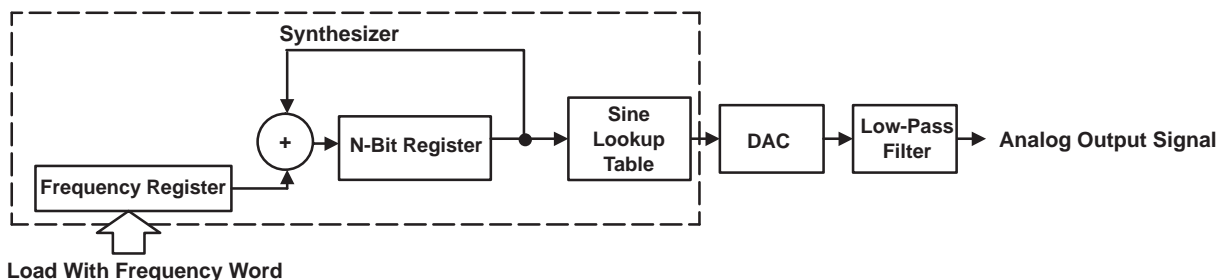 Synthesizer
+
N-Bit Register
Sine
Lookup
Table
DAC
Low-Pass
Filter
Analog Output Signal
Frequency Register
Load With Frequency Word